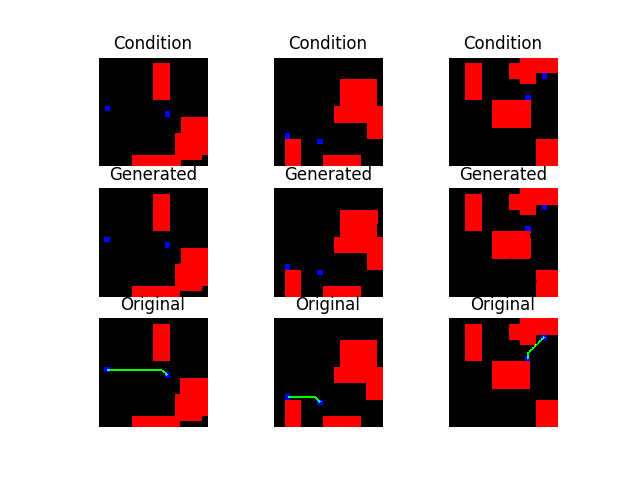 Condition Condition Condition
Generated Generated Generated
Original Original Original